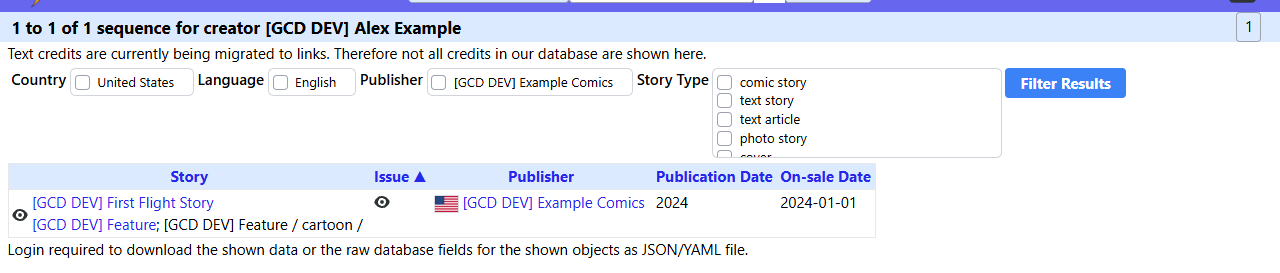 1 to 1 of 1 sequence for creator [GCD DEV] Alex Example
1
Text credits are currently being migrated to links. Therefore not all credits in our database are shown here.
Country United States Language English Publisher [GCD DEV] Example Comics Story Type comic story Filter Results
text story
text article
photo story
cover
Story Issue ▲ Publisher Publication Date On-sale Date
[GCD DEV] First Flight Story [GCD DEV] Example Comics 2024 2024-01-01
[GCD DEV] Feature; [GCD DEV] Feature / cartoon /
Login required to download the shown data or the raw database fields for the shown objects as JSON/YAML file.